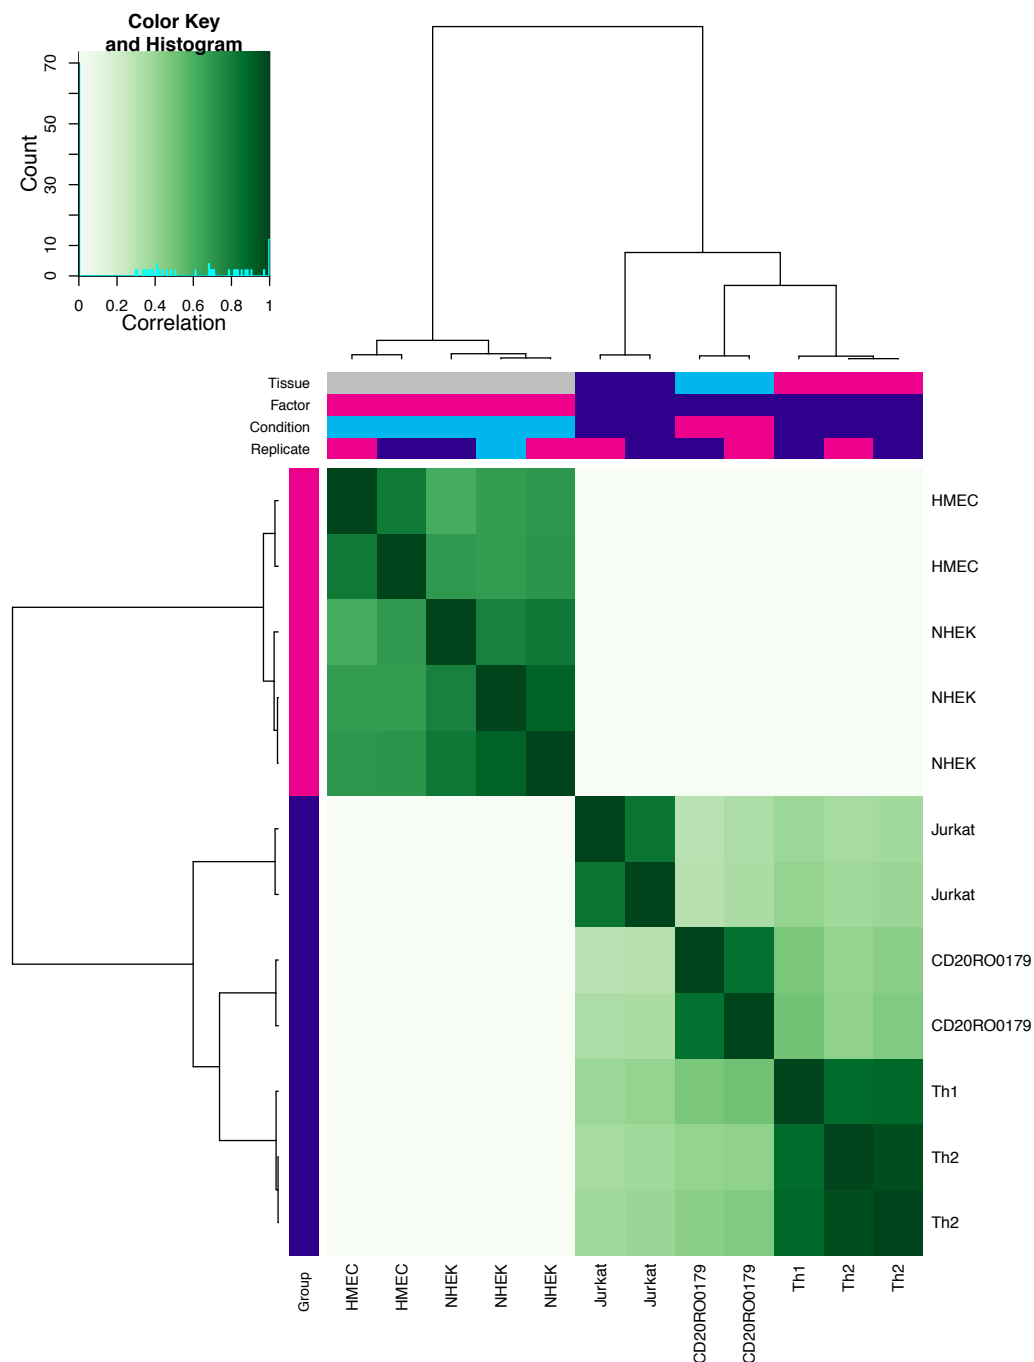 Color Key
and Histogram
Count
0
10
30
50
70
0
0.2
0.4
0.6
0.8
1
Correlation
Tissue
Factor
Condition
Replicate
HMEC
HMEC
NHEK
NHEK
NHEK
Jurkat
Jurkat
CD20RO0179
CD20RO0179
Th1
Th2
Th2
Group
HMEC
HMEC
NHEK
NHEK
NHEK
Jurkat
Jurkat
CD20RO0179
CD20RO0179
Th1
Th2
Th2